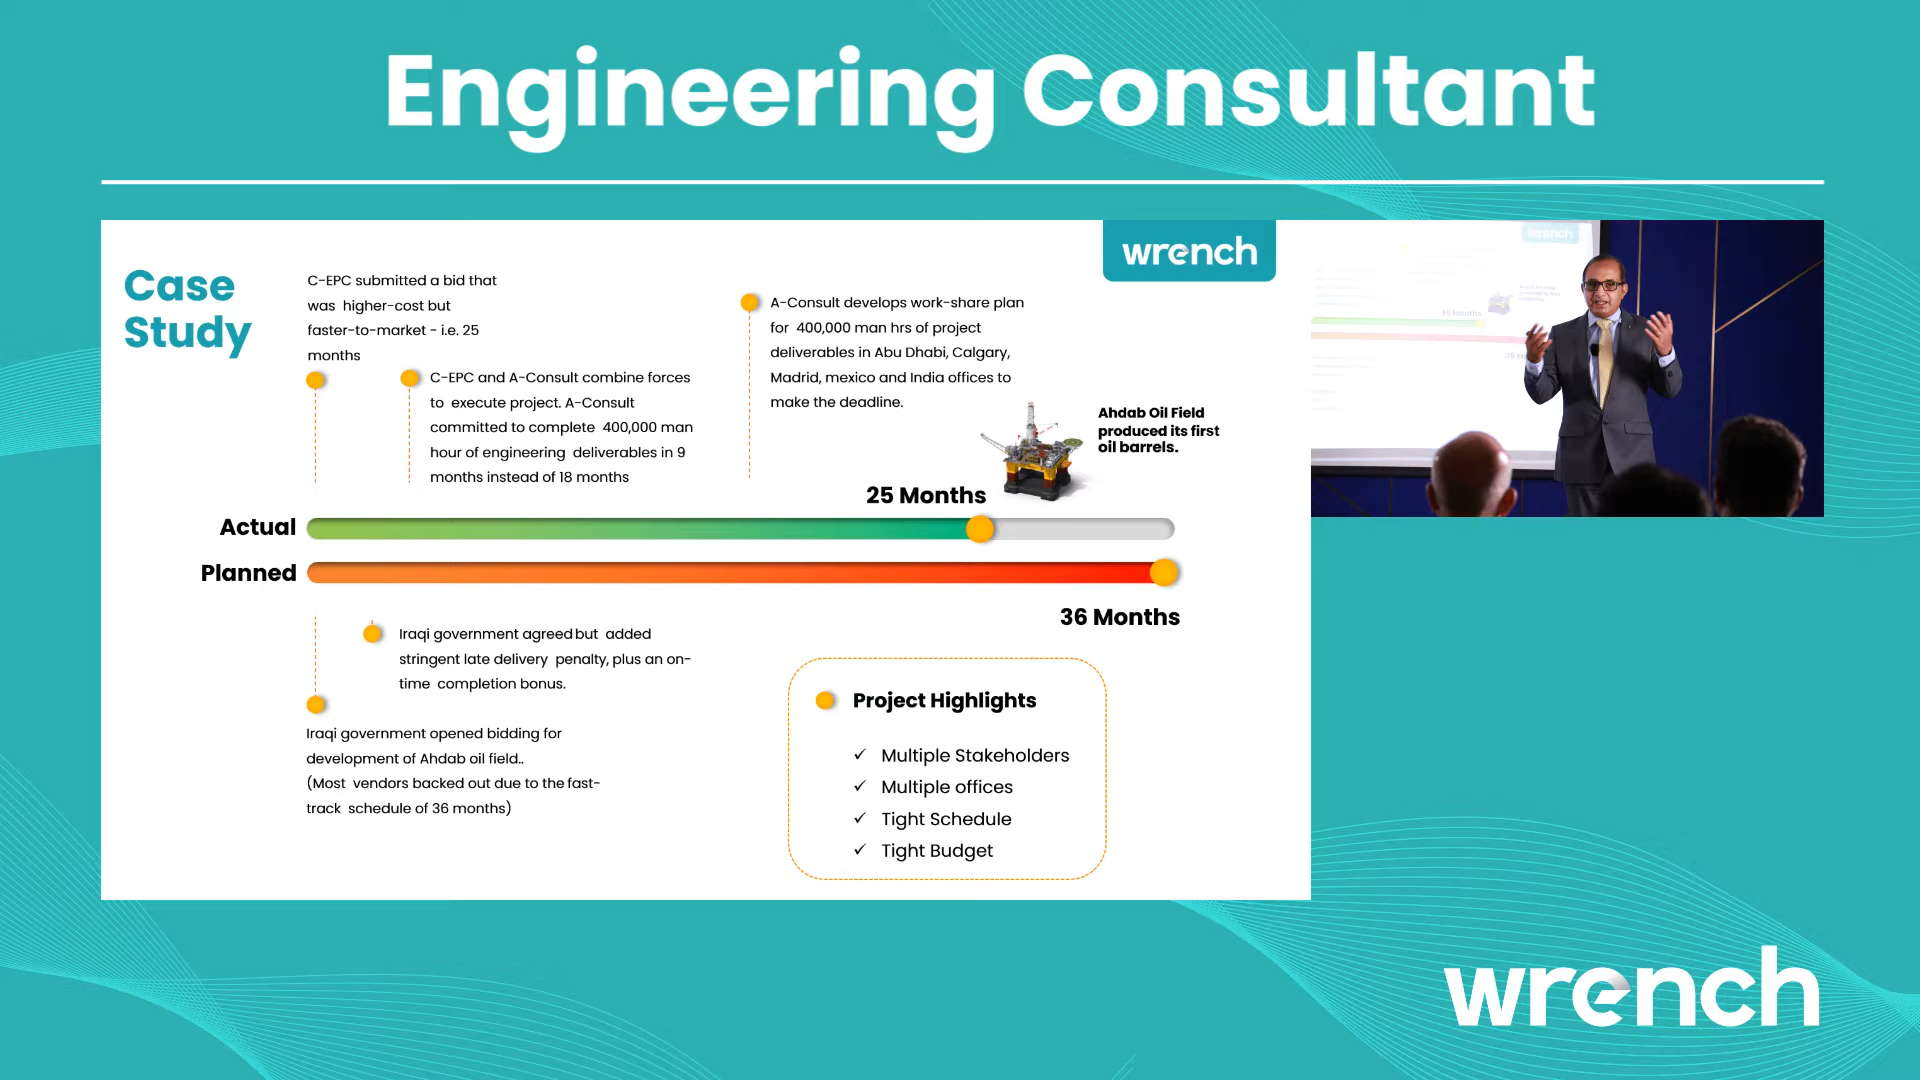 Engineering Consultant
Case
Study
wrench
C-EPC submitted a bid that
was higher-cost but
faster-to-market - i.e. 25
months
C-EPC and A-Consult combine forces
to execute project. A-Consult
committed to complete 400,000 man
hour of engineering deliverables in 9
months instead of 18 months
A-Consult develops work-share plan
for 400,000 man hrs of project
deliverables in Abu Dhabi, Calgary,
Madrid, mexico and India offices to
make the deadline.
Ahdab Oil Field
produced its first
oil barrels.
25 Months
Actual
Planned
36 Months
Iraqi government agreed but added
stringent late delivery penalty, plus an on-
time completion bonus.
Iraqi government opened bidding for
development of Ahdab oil field..
(Most vendors backed out due to the fast-
track schedule of 36 months)
Project Highlights
✓ Multiple Stakeholders
✓ Multiple offices
✓ Tight Schedule
✓ Tight Budget
wrench
25 Months
wrench